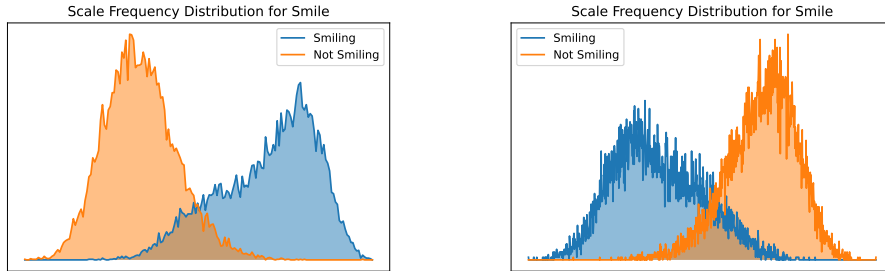 Scale Frequency Distribution for Smile
Smiling
Not Smiling
Scale Frequency Distribution for Smile
Smiling
Not Smiling